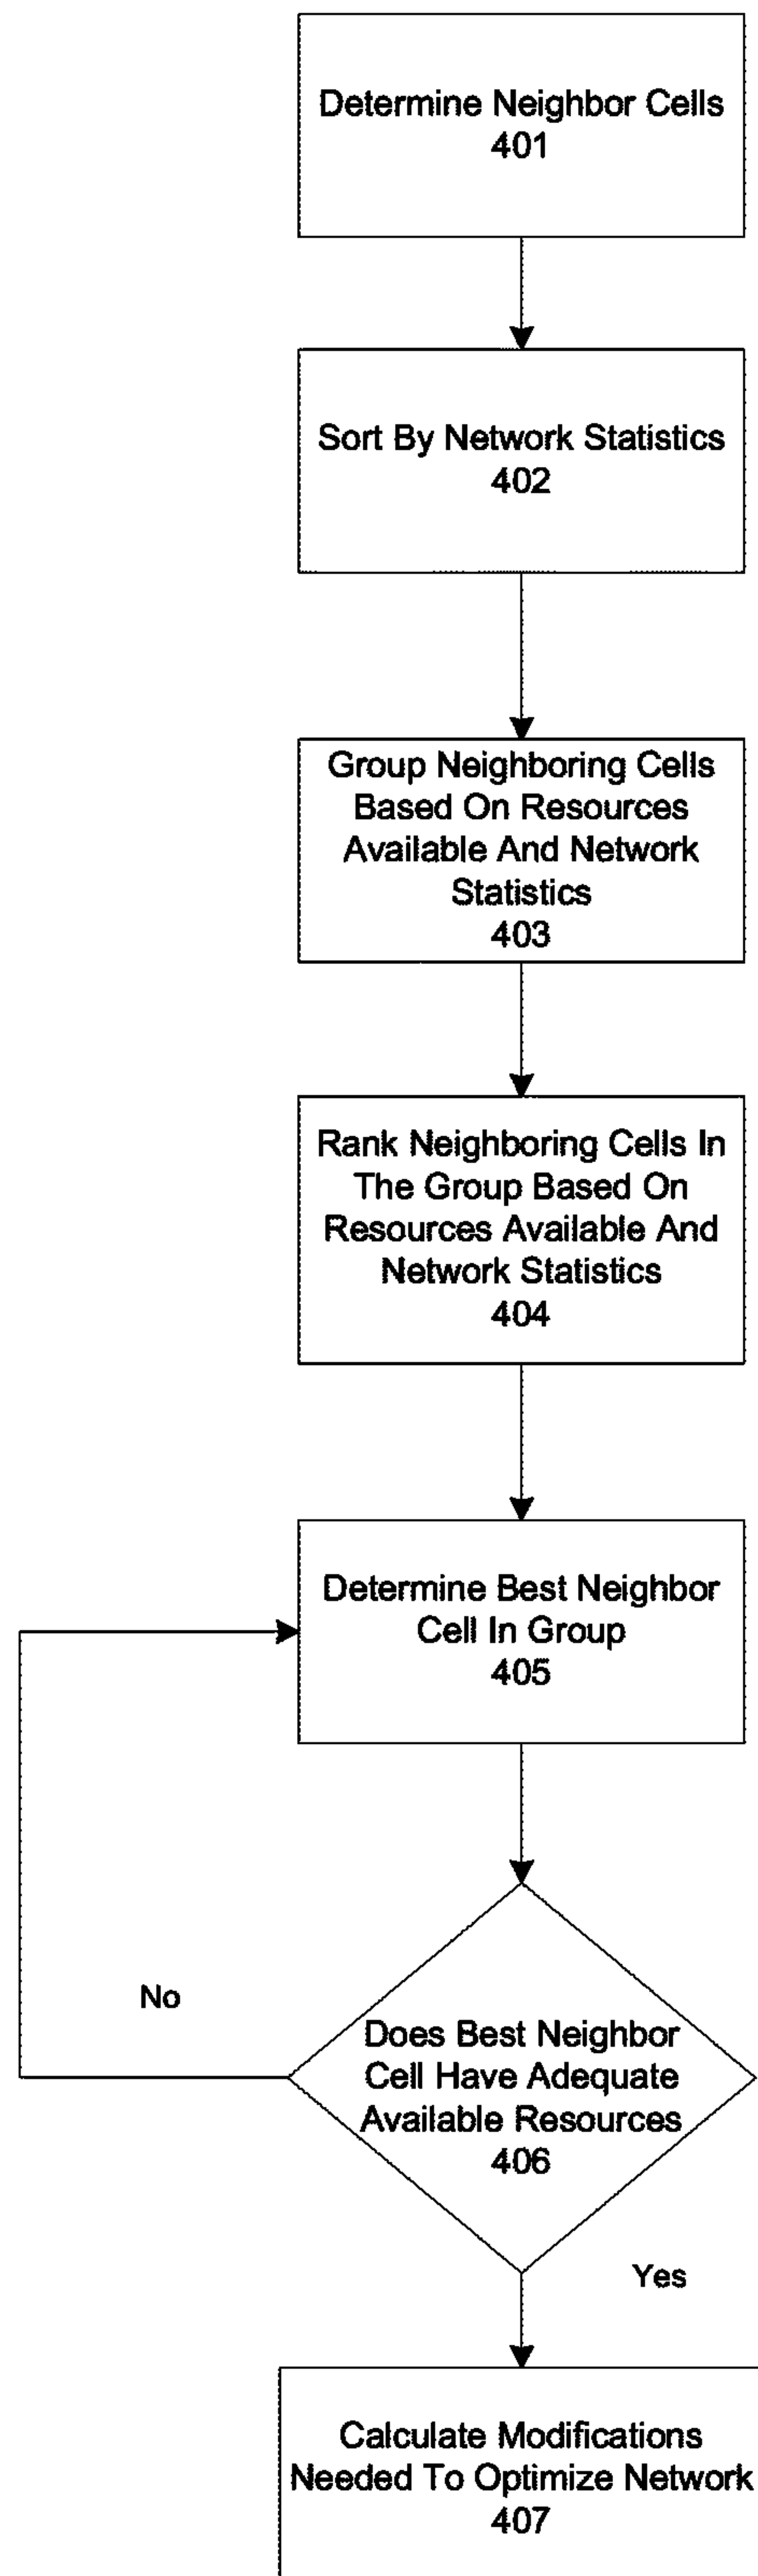 Determine Neighbor Cells
401
Sort By Network Statistics
402
Group Neighboring Cells
Based On Resources
Available And Network
Statistics
403
Rank Neighboring Cells In
The Group Based On
Resources Available And
Network Statistics
404
Determine Best Neighbor
Cell In Group
405
No
Does Best Neighbor
Cell Have Adequate
Available Resources
406
Yes
Calculate Modifications
Needed To Optimize Network
407